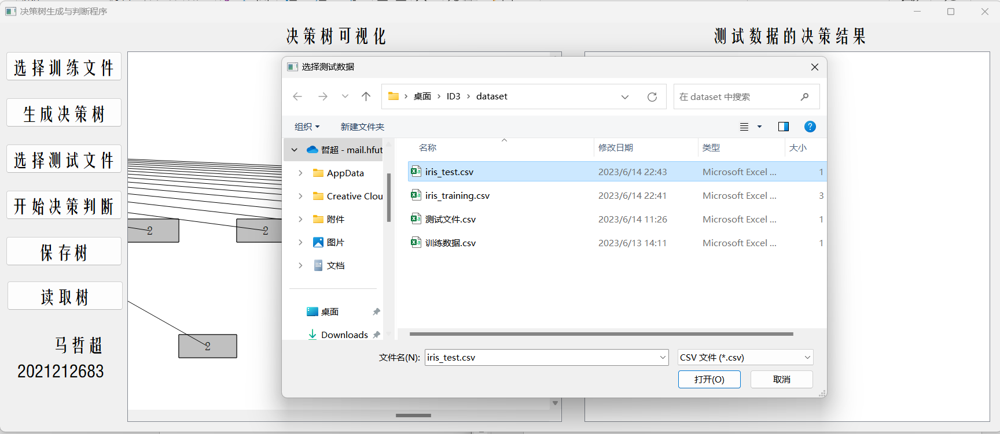 决策树生成与判断程序
决策树可视化
测试数据的决策结果
选择训练文件
生成决策树
选择测试文件
开始决策判断
保存树
读取树
马哲超
2021212683
2
2
2
选择测试数据
桌面 › ID3 › dataset
在 dataset 中搜索
组织
新建文件夹
?
哲超 - mail.hfut
AppData
Creative Clou
附件
图片
文档
桌面
Downloads
名称 修改日期 类型 大小
iris_test.csv 2023/6/14 22:43 Microsoft Excel ... 1
iris_training.csv 2023/6/14 22:41 Microsoft Excel ... 3
测试文件.csv 2023/6/14 11:26 Microsoft Excel ... 1
训练数据.csv 2023/6/13 14:11 Microsoft Excel ... 1
文件名(N): iris_test.csv
CSV 文件 (*.csv)
打开(O)
取消